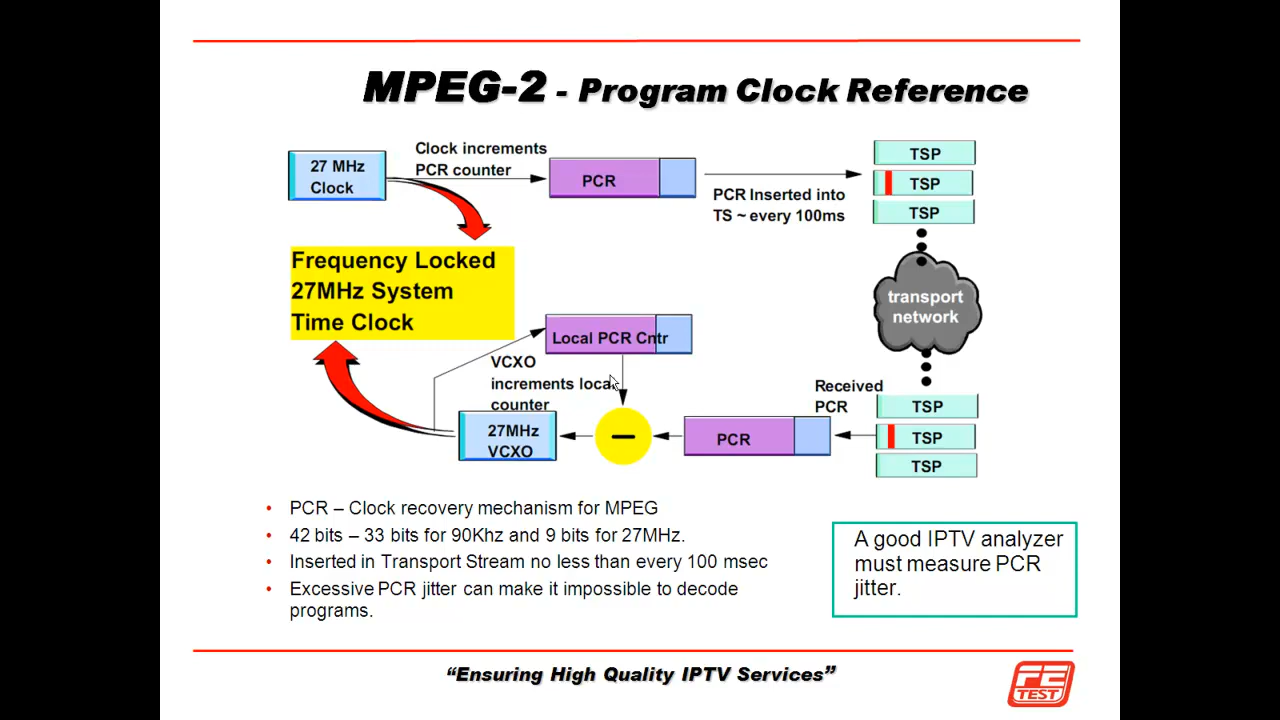 MPEG-2 - Program Clock Reference
27 MHz
Clock
Clock increments
PCR counter
PCR
PCR Inserted into
TS ~ every 100ms
TSP
TSP
TSP
Frequency Locked
27MHz System
Time Clock
transport
network
Local PCR Cntr
VCXO
increments local
counter
27MHz
VCXO
–
PCR
Received
PCR
TSP
TSP
TSP
• PCR – Clock recovery mechanism for MPEG
• 42 bits – 33 bits for 90Khz and 9 bits for 27MHz.
• Inserted in Transport Stream no less than every 100 msec
• Excessive PCR jitter can make it impossible to decode
programs.
A good IPTV analyzer
must measure PCR
jitter.
“Ensuring High Quality IPTV Services”
FE
TEST